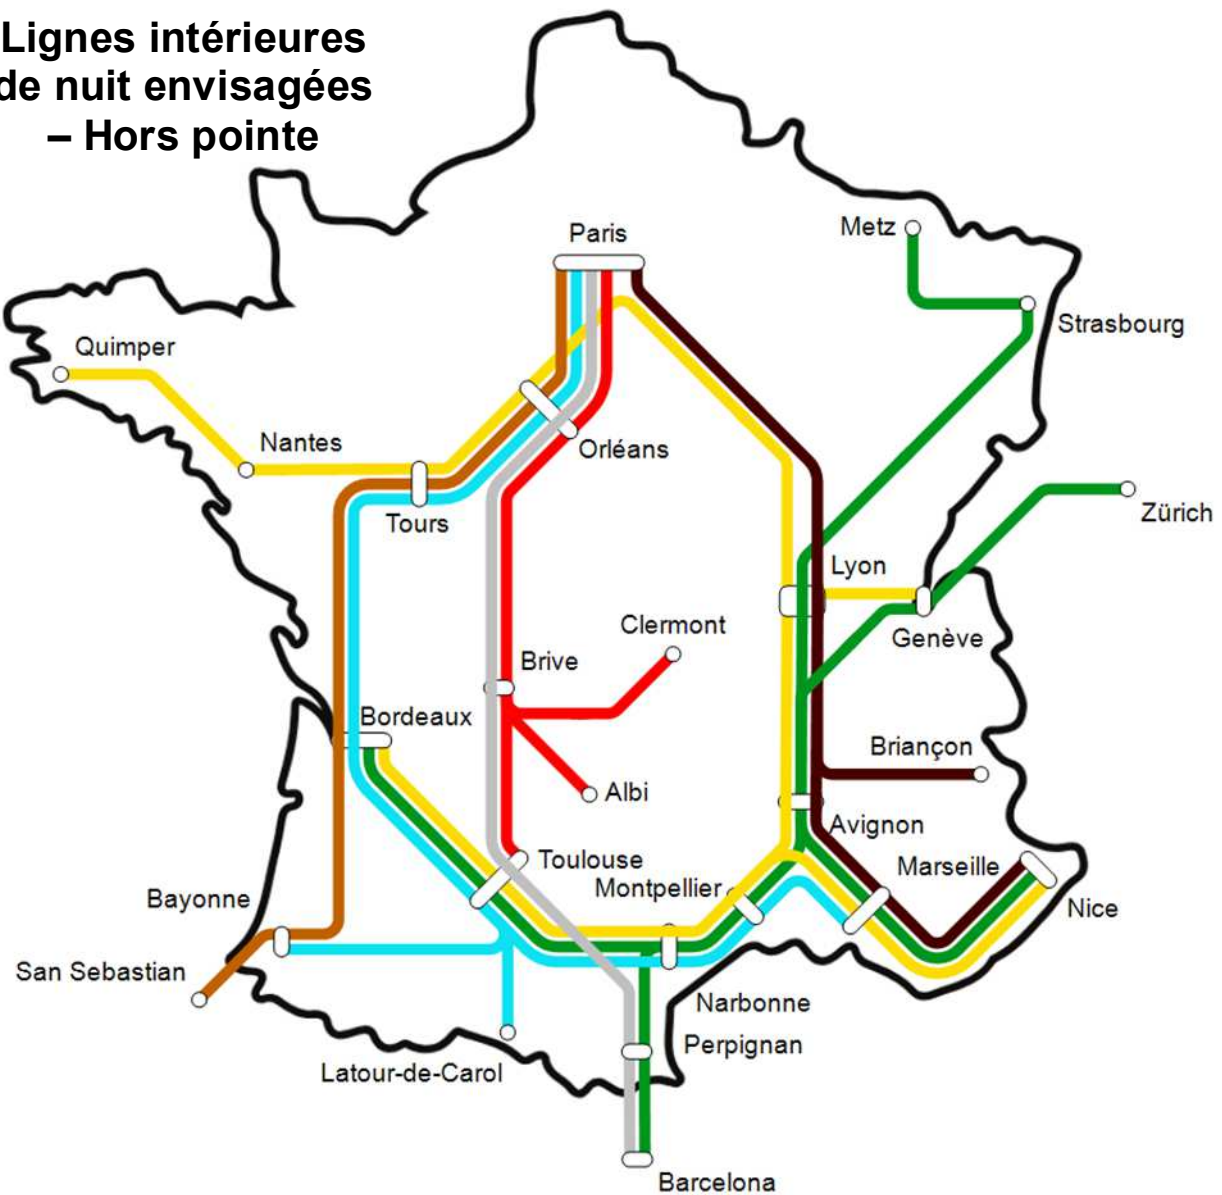 Lignes intérieures
de nuit envisagées
– Hors pointe
Paris
Metz
Strasbourg
Quimper
Nantes
Orléans
Tours
Zürich
Lyon
Genève
Clermont
Brive
Bordeaux
Briançon
Albi
Avignon
Toulouse
Marseille
Montpellier
Bayonne
Nice
San Sebastian
Narbonne
Perpignan
Latour-de-Carol
Barcelona